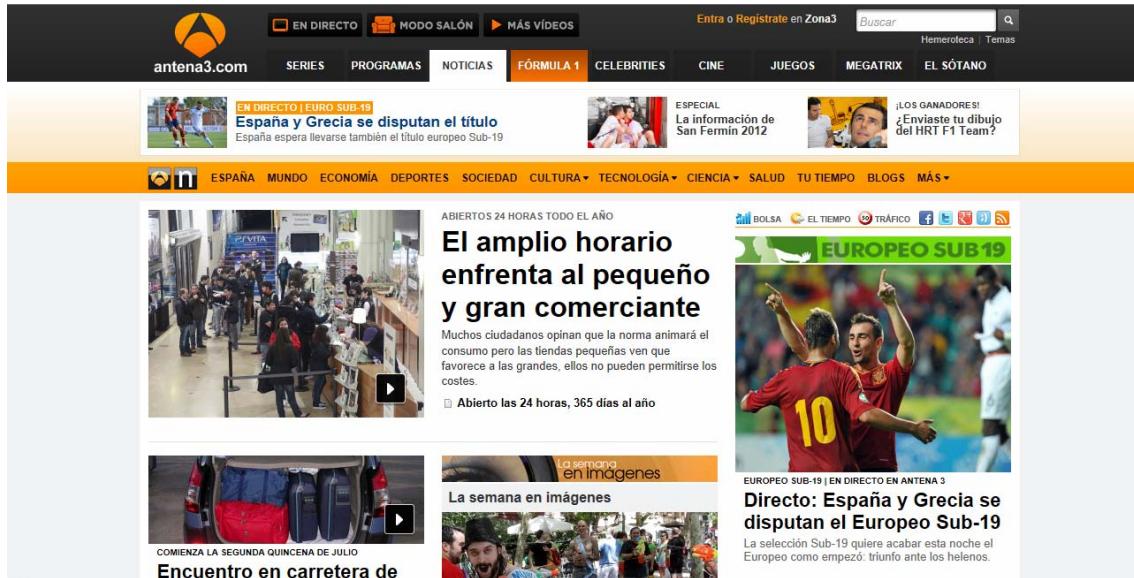 EN DIRECTO
MODO SALÓN
MÁS VÍDEOS
Entra o Regístrate en Zona3
Buscar
Hemeroteca | Temas
antena3.com
SERIES PROGRAMAS NOTICIAS FÓRMULA 1 CELEBRITIES CINE JUEGOS MEGATRIX EL SÓTANO
EN DIRECTO | EURO SUB-19
España y Grecia se disputan el título
España espera llevarse también el título europeo Sub-19
ESPECIAL
La información de
San Fermín 2012
¡LOS GANADORES!
¿Enviaste tu dibujo
del HRT F1 Team?
n
ESPAÑA MUNDO ECONOMÍA DEPORTES SOCIEDAD CULTURA TECNOLOGÍA CIENCIA SALUD TU TIEMPO BLOGS MÁS
PSVITA
ABIERTOS 24 HORAS TODO EL AÑO
El amplio horario
enfrenta al pequeño
y gran comerciante
Muchos ciudadanos opinan que la norma animará el
consumo pero las tiendas pequeñas ven que
favorece a las grandes, ellos no pueden permitirse los
costes.
Abierto las 24 horas, 365 días al año
BOLSA EL TIEMPO TRÁFICO
EUROPEO SUB 19
10
EUROPEO SUB-19 | EN DIRECTO EN ANTENA 3
Directo: España y Grecia se
disputan el Europeo Sub-19
La selección Sub-19 quiere acabar esta noche el
Europeo como empezó: triunfo ante los helenos.
COMIENZA LA SEGUNDA QUINCENA DE JULIO
Encuentro en carretera de
La semana
en imágenes
La semana en imágenes